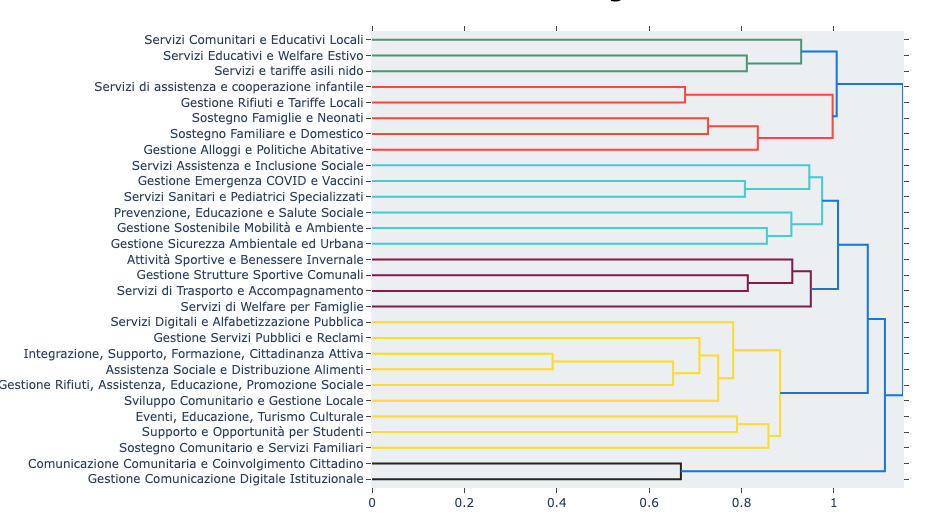 Servizi Comunitari e Educativi Locali
Servizi Educativi e Welfare Estivo
Servizi e tariffe asili nido
Servizi di assistenza e cooperazione infantile
Gestione Rifiuti e Tariffe Locali
Sostegno Famiglie e Neonati
Sostegno Familiare e Domestico
Gestione Alloggi e Politiche Abitative
Servizi Assistenza e Inclusione Sociale
Gestione Emergenza COVID e Vaccini
Servizi Sanitari e Pediatrici Specializzati
Prevenzione, Educazione e Salute Sociale
Gestione Sostenibile Mobilità e Ambiente
Gestione Sicurezza Ambientale ed Urbana
Attività Sportive e Benessere Invernale
Gestione Strutture Sportive Comunali
Servizi di Trasporto e Accompagnamento
Servizi di Welfare per Famiglie
Servizi Digitali e Alfabetizzazione Pubblica
Gestione Servizi Pubblici e Reclami
Integrazione, Supporto, Formazione, Cittadinanza Attiva
Assistenza Sociale e Distribuzione Alimenti
Gestione Rifiuti, Assistenza, Educazione, Promozione Sociale
Sviluppo Comunitario e Gestione Locale
Eventi, Educazione, Turismo Culturale
Supporto e Opportunità per Studenti
Sostegno Comunitario e Servizi Familiari
Comunicazione Comunitaria e Coinvolgimento Cittadino
Gestione Comunicazione Digitale Istituzionale
0 0.2 0.4 0.6 0.8 1